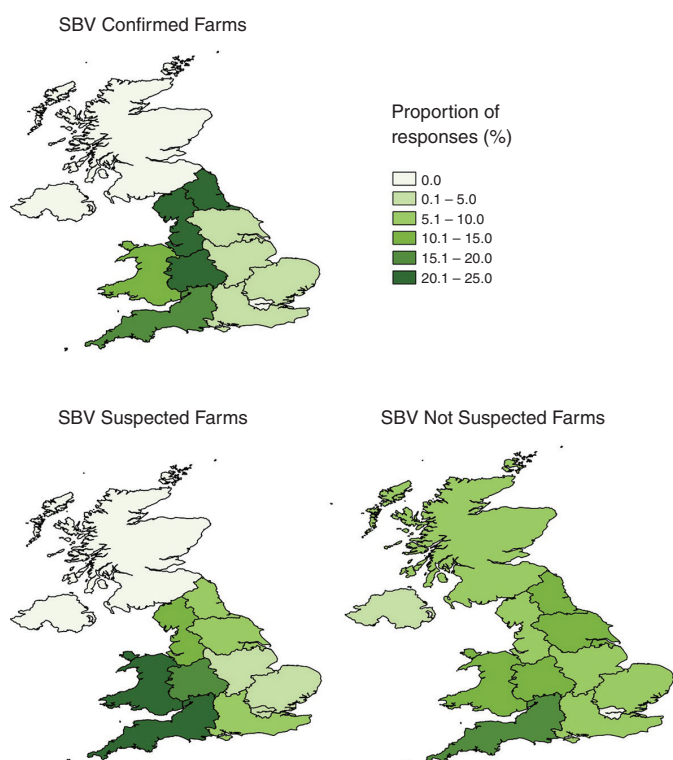 SBV Confirmed Farms
Proportion of
responses (%)
0.0
0.1 – 5.0
5.1 – 10.0
10.1 – 15.0
15.1 – 20.0
20.1 – 25.0
SBV Suspected Farms
SBV Not Suspected Farms